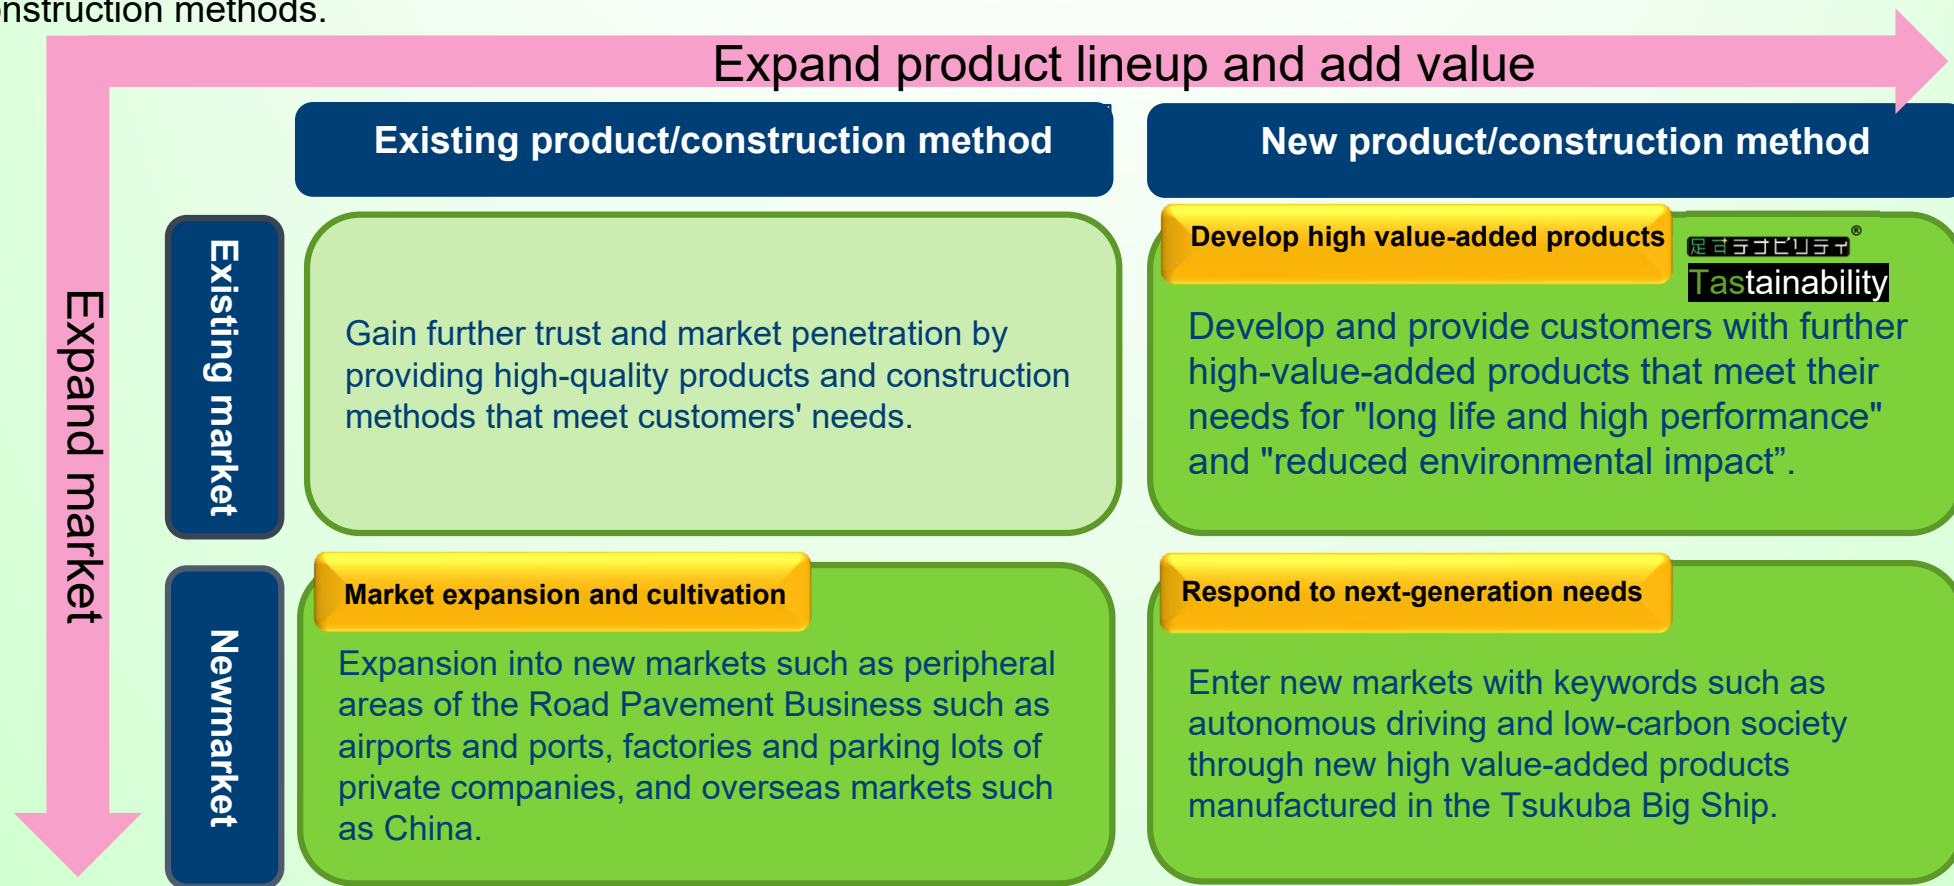 construction methods.
Expand product lineup and add value
Existing product/construction method
New product/construction method
Expand market
Existing market
Gain further trust and market penetration by
providing high-quality products and construction
methods that meet customers' needs.
Develop high value-added products
足すテナビリティ®
Tastainability
Develop and provide customers with further
high-value-added products that meet their
needs for "long life and high performance"
and "reduced environmental impact”.
Newmarket
Market expansion and cultivation
Expansion into new markets such as peripheral
areas of the Road Pavement Business such as
airports and ports, factories and parking lots of
private companies, and overseas markets such
as China.
Respond to next-generation needs
Enter new markets with keywords such as
autonomous driving and low-carbon society
through new high value-added products
manufactured in the Tsukuba Big Ship.